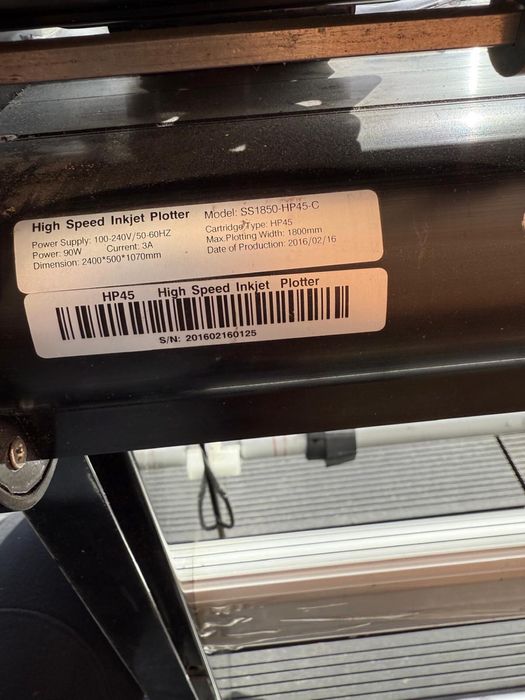 High Speed Inkjet Plotter Model: SS1850-HP45-C
Power Supply: 100-240V/50-60HZ Cartridge Type: HP45
Power: 90W Current: 3A Max.Plotting Width: 1800mm
Dimension: 2400*500*1070mm Date of Production: 2016/02/16
HP45 High Speed Inkjet Plotter
S/N: 201602160125